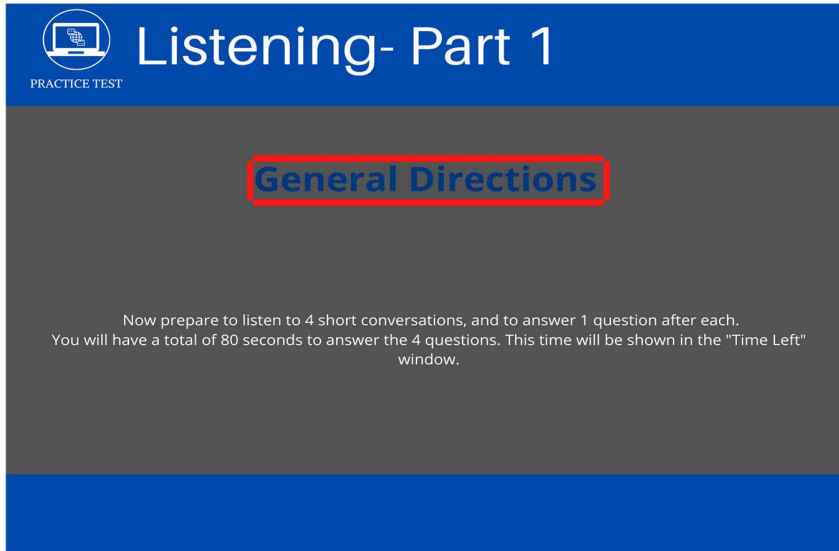 Listening- Part 1
PRACTICE TEST
General Directions
Now prepare to listen to 4 short conversations, and to answer 1 question after each.
You will have a total of 80 seconds to answer the 4 questions. This time will be shown in the "Time Left"
window.